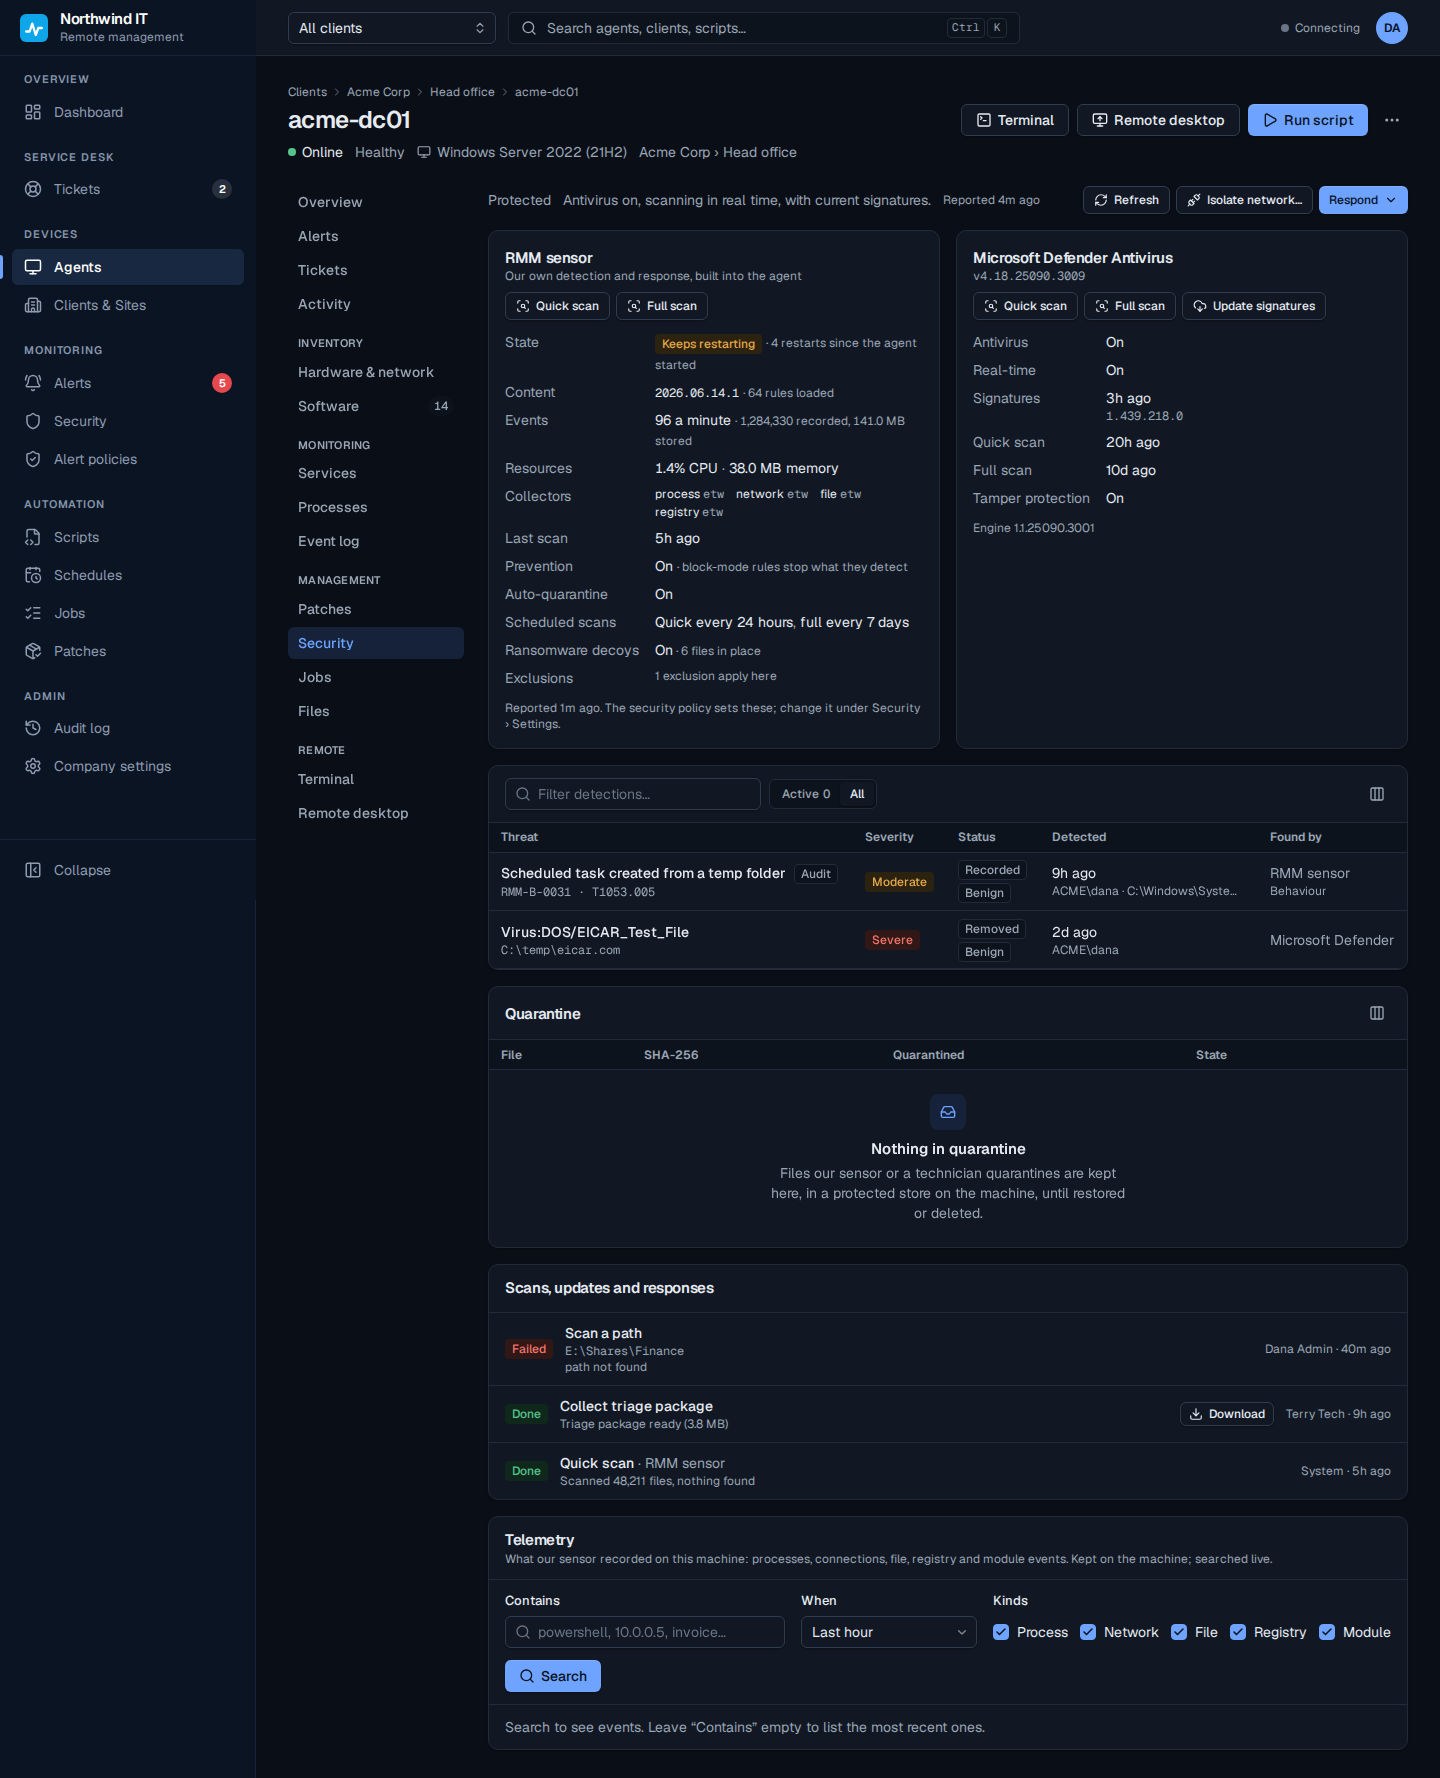 Northwind IT
Remote management
All clients
Search agents, clients, scripts...
Ctrl K
Connecting
DA
OVERVIEW
Dashboard
SERVICE DESK
Tickets 2
DEVICES
Agents
Clients & Sites
MONITORING
Alerts 5
Security
Alert policies
AUTOMATION
Scripts
Schedules
Jobs
Patches
ADMIN
Audit log
Company settings
Collapse
Clients › Acme Corp › Head office › acme-dc01
acme-dc01
Terminal
Remote desktop
Run script
Online Healthy Windows Server 2022 (21H2) Acme Corp › Head office
Overview
Alerts
Tickets
Activity
INVENTORY
Hardware & network
Software 14
MONITORING
Services
Processes
Event log
MANAGEMENT
Patches
Security
Jobs
Files
REMOTE
Terminal
Remote desktop
Protected Antivirus on, scanning in real time, with current signatures. Reported 4m ago
Refresh
Isolate network...
Respond
RMM sensor
Our own detection and response, built into the agent
Quick scan
Full scan
State Keeps restarting · 4 restarts since the agent
started
Content 2026.06.14.1 · 64 rules loaded
Events 96 a minute · 1,284,330 recorded, 141.0 MB
stored
Resources 1.4% CPU · 38.0 MB memory
Collectors process etw network etw file etw
registry etw
Last scan 5h ago
Prevention On · block-mode rules stop what they detect
Auto-quarantine On
Scheduled scans Quick every 24 hours, full every 7 days
Ransomware decoys On · 6 files in place
Exclusions 1 exclusion apply here
Reported 1m ago. The security policy sets these; change it under Security
› Settings.
Microsoft Defender Antivirus
v4.18.25090.3009
Quick scan
Full scan
Update signatures
Antivirus On
Real-time On
Signatures 3h ago
1.439.218.0
Quick scan 20h ago
Full scan 10d ago
Tamper protection On
Engine 1.1.25090.3001
Filter detections...
Active 0 All
Threat Severity Status Detected Found by
Scheduled task created from a temp folder Audit
RMM-B-0031 · T1053.005
Moderate
Recorded
Benign
9h ago
ACME\dana · C:\Windows\Syste...
RMM sensor
Behaviour
Virus:DOS/EICAR_Test_File
C:\temp\eicar.com
Severe
Removed
Benign
2d ago
ACME\dana
Microsoft Defender
Quarantine
File SHA-256 Quarantined State
Nothing in quarantine
Files our sensor or a technician quarantines are kept
here, in a protected store on the machine, until restored
or deleted.
Scans, updates and responses
Failed
Scan a path
E:\Shares\Finance
path not found
Dana Admin · 40m ago
Done
Collect triage package
Triage package ready (3.8 MB)
Download
Terry Tech · 9h ago
Done
Quick scan · RMM sensor
Scanned 48,211 files, nothing found
System · 5h ago
Telemetry
What our sensor recorded on this machine: processes, connections, file, registry and module events. Kept on the machine; searched live.
Contains When Kinds
powershell, 10.0.0.5, invoice...
Last hour
Process Network File Registry Module
Search
Search to see events. Leave “Contains” empty to list the most recent ones.